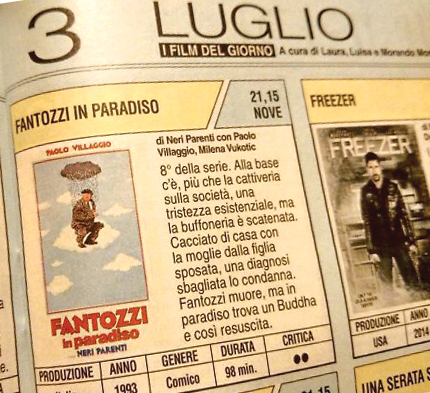 3 LUGLIO
I FILM DEL GIORNO A cura di Laura, Luisa e Morando
FANTOZZI IN PARADISO
21,15
NOVE
PAOLO VILLAGGIO
FANTOZZI
in paradiso
NERI PARENTI
di Neri Parenti con Paolo
Villaggio, Milena Vukotic
8° della serie. Alla base
c'è, più che la cattiveria
sulla società, una
tristezza esistenziale, ma
la buffoneria è scatenata.
Cacciato di casa con
la moglie dalla figlia
sposata, una diagnosi
sbagliata lo condanna.
Fantozzi muore, ma in
paradiso trova un Buddha
e così resuscita.
PRODUZIONE ANNO GENERE DURATA CRITICA
1993 Comico 98 min. ●●
FREEZER
FREEZER
PRODUZIONE ANNO
USA 2014
21,15
UNA SERATA